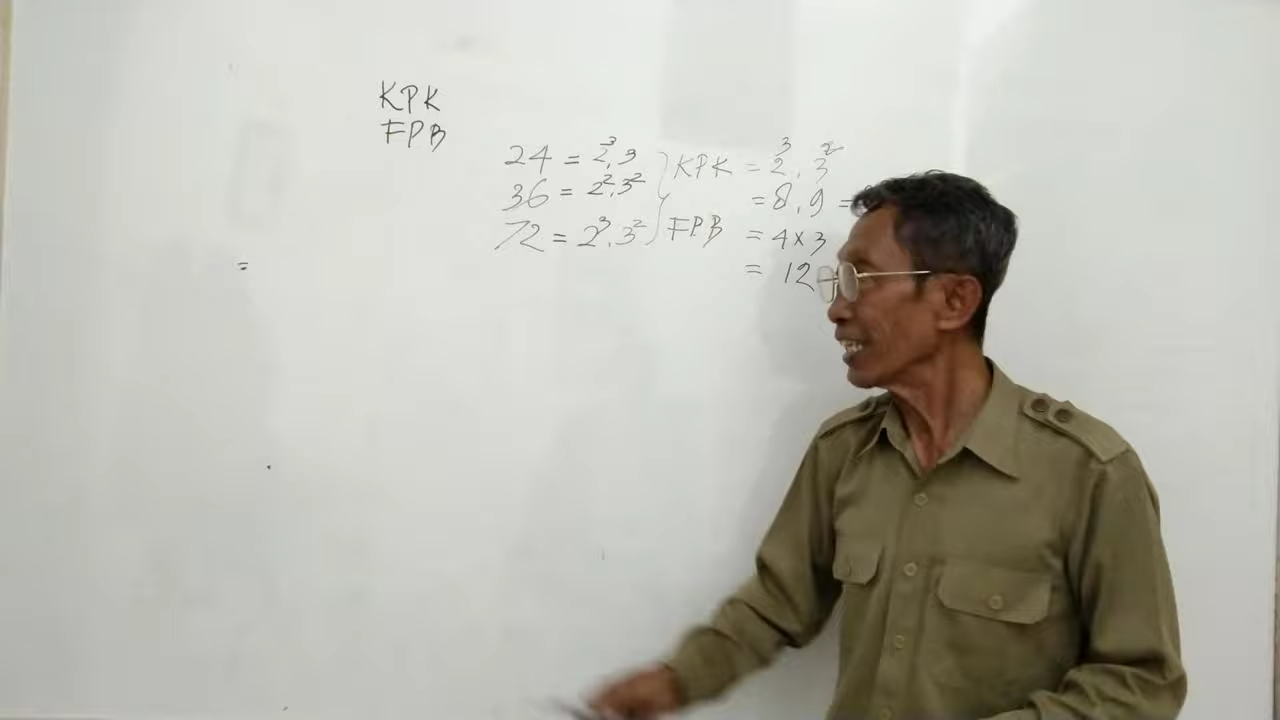 KPK
FPB
24 = 2³.3 } KPK = 2³.3²
36 = 2².3² = 8.9 =
72 = 2³.3² } FPB = 4x3
= 12
=